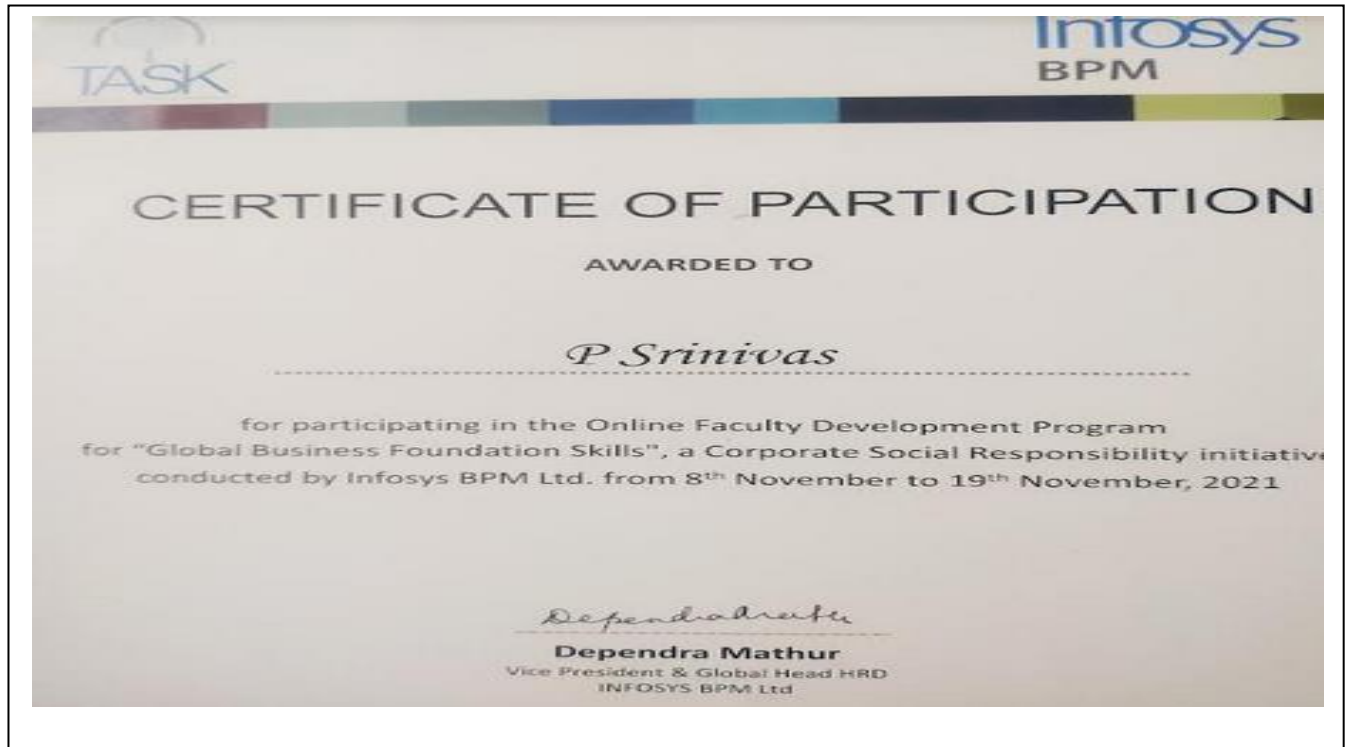 TASK
Infosys
BPM
CERTIFICATE OF PARTICIPATION
AWARDED TO
P Srinivas
for participating in the Online Faculty Development Program
for "Global Business Foundation Skills", a Corporate Social Responsibility initiative
conducted by Infosys BPM Ltd. from 8th November to 19th November, 2021
Dependra Mathur
Vice President & Global Head HRD
INFOSYS BPM Ltd